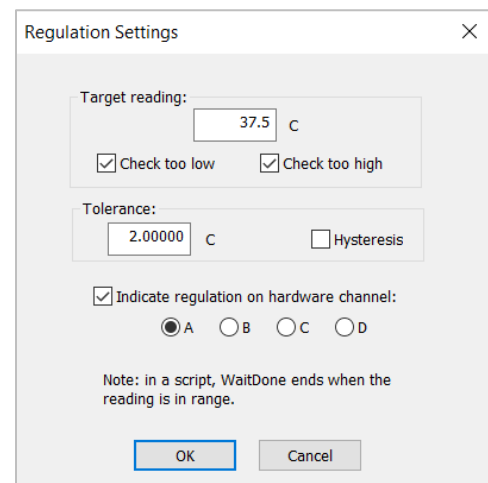 Regulation Settings
Target reading:
37.5 C
Check too low Check too high
Tolerance:
2.00000 C Hysteresis
Indicate regulation on hardware channel:
A B C D
Note: in a script, WaitDone ends when the
reading is in range.
OK Cancel